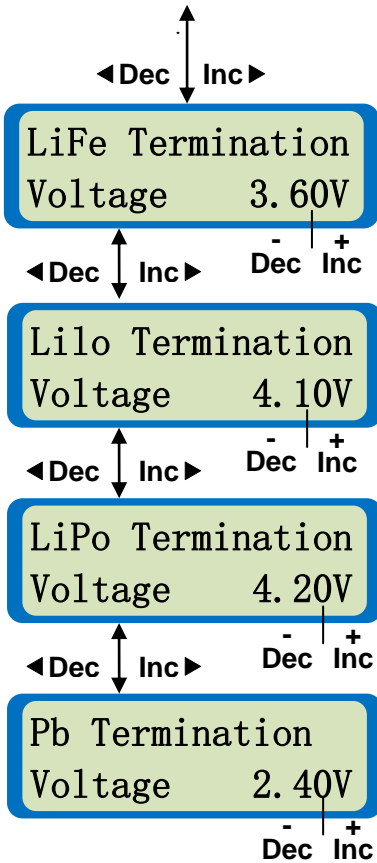 ◄Dec Inc►
LiFe Termination
Voltage 3.60V
- +
Dec Inc
◄Dec Inc►
Lilo Termination
Voltage 4.10V
- +
Dec Inc
◄Dec Inc►
LiPo Termination
Voltage 4.20V
- +
Dec Inc
◄Dec Inc►
Pb Termination
Voltage 2.40V
- +
Dec Inc